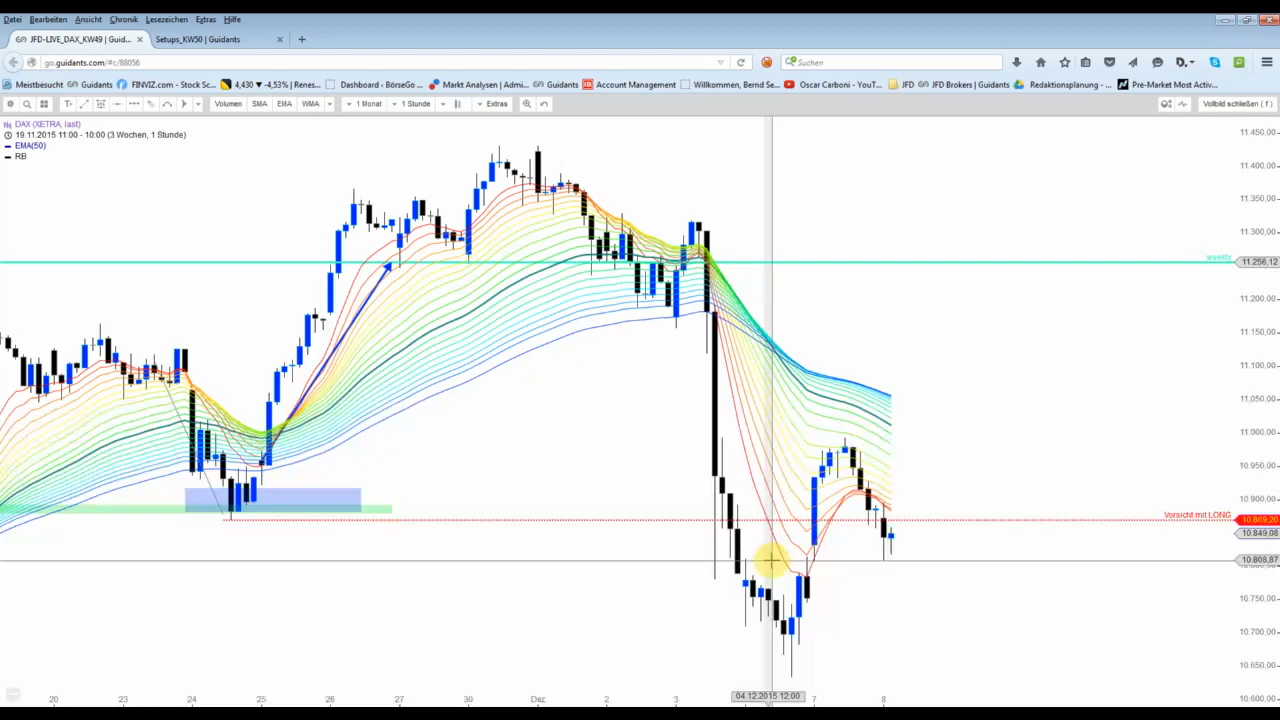 Datei Bearbeiten Ansicht Chronik Lesezeichen Extras Hilfe
JFD-LIVE_DAX_KW49 | Guid... Setups_KW50 | Guidants
go.guidants.com/#c/88056 Suchen
Meistbesucht Guidants FINVIZ.com - Stock Sc... 4,430 ▼ -4,53% | Renes... Dashboard - BörseGo ... Markt Analysen | Admi... Guidants Account Management Willkommen, Bernd Se... Oscar Carboni - YouT... JFD JFD Brokers | Guidants Redaktionsplanung - ... Pre-Market Most Activ...
Volumen SMA EMA WMA 1 Monat 1 Stunde Extras Vollbild schließen ( f )
DAX (XETRA, last)
19.11.2015 11:00 - 10:00 (3 Wochen, 1 Stunde)
EMA(50)
RB
11.450,00
11.400,00
11.350,00
11.300,00
weekly 11.256,12
11.200,00
11.150,00
11.100,00
11.050,00
11.000,00
10.950,00
10.900,00
Vorsicht mit LONG 10.869,20
10.849,08
10.808,87
10.750,00
10.700,00
10.650,00
10.600,00
20 23 24 25 26 27 30 Dez 2 3 04.12.2015 12:00 7 8